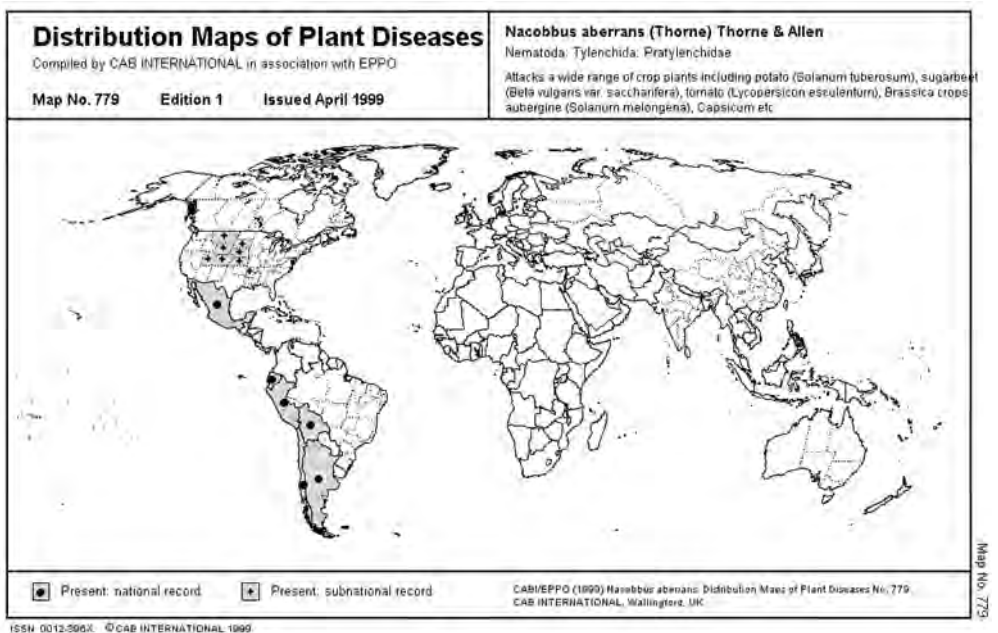 Distribution Maps of Plant Diseases
Compiled by CAB INTERNATIONAL in association with EPPO
Map No. 779 Edition 1 Issued April 1999
Nacobbus aberrans (Thorne) Thorne & Allen
Nematoda: Tylenchida: Pratylenchidae
Attacks a wide range of crop plants including potato (Solanum tuberosum), sugarbeet
(Beta vulgaris var. saccharifera), tomato (Lycopersicon esculentum), Brassica crops
aubergine (Solanum melongena), Capsicum etc
Present: national record
Present: subnational record
CABI/EPPO (1999) Nacobbus aberrans. Distribution Maps of Plant Diseases No. 779.
CAB INTERNATIONAL, Wallingford, UK
Map No. 779
ISSN 0012-396X © CAB INTERNATIONAL 1999